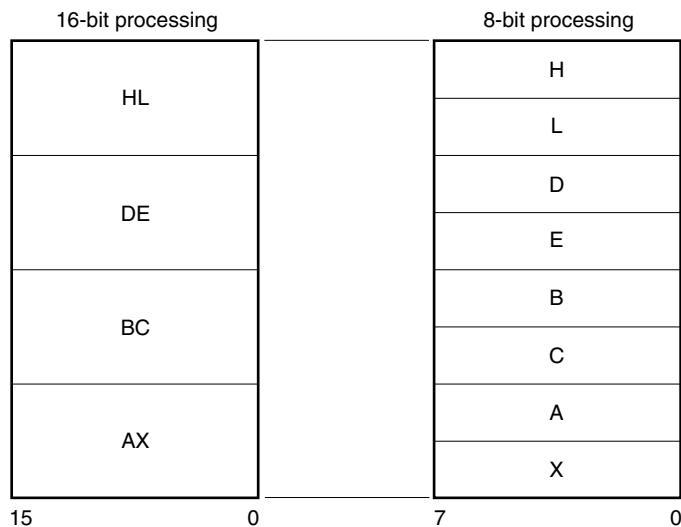 16-bit processing
8-bit processing
HL
DE
BC
AX
H
L
D
E
B
C
A
X
15 0
7 0